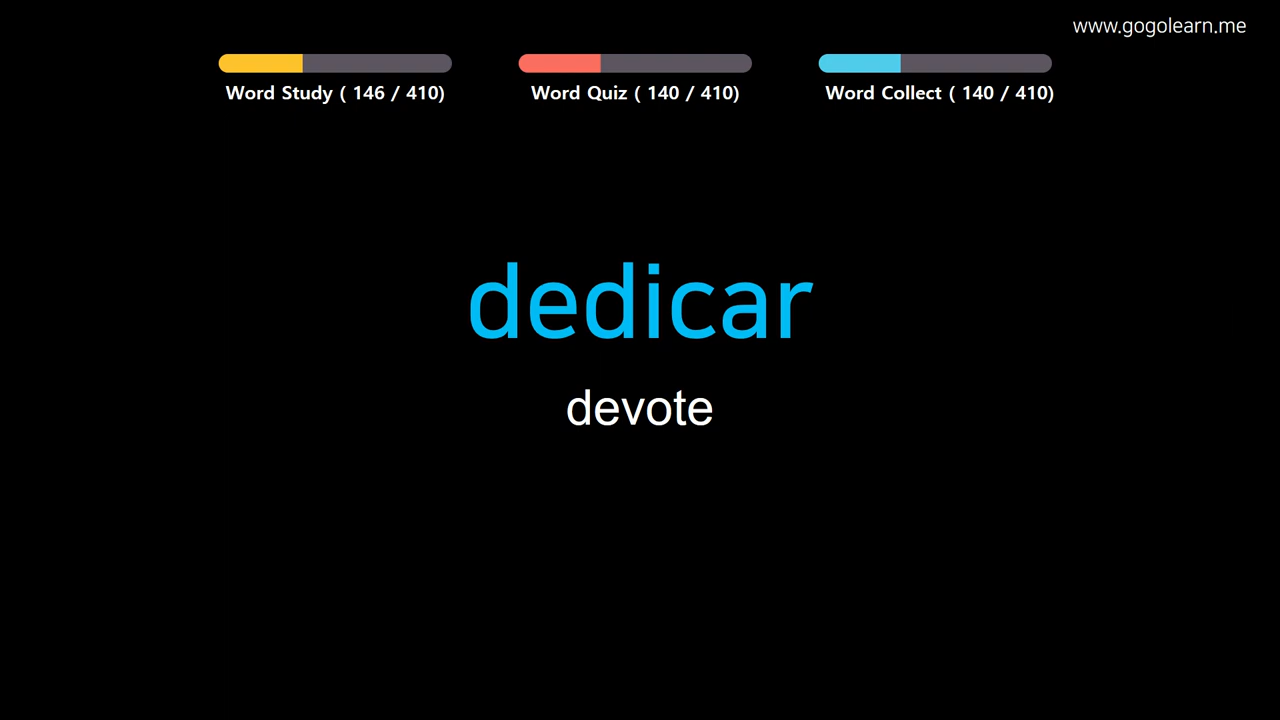 www.gogolearn.me
Word Study ( 146 / 410)
Word Quiz ( 140 / 410)
Word Collect ( 140 / 410)
dedicar
devote